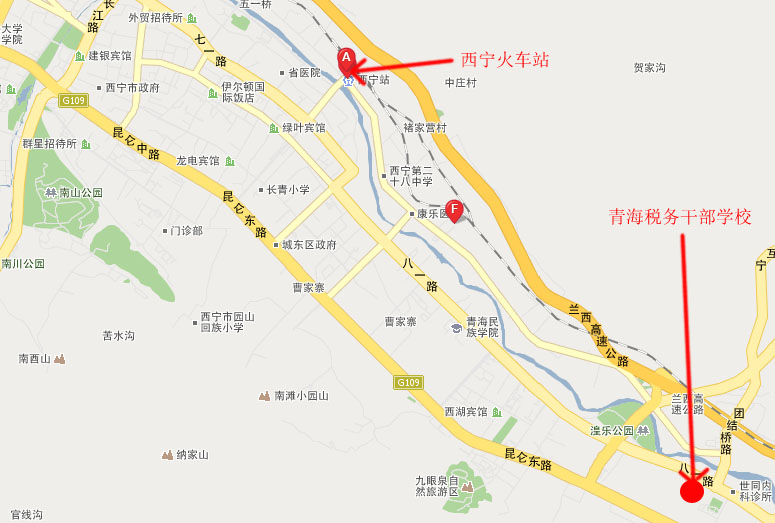 五一桥
长江路
外贸招待所
大学
学院
七一路
建银宾馆
A
西宁火车站
省医院
西宁站
贺家沟
中庄村
西宁市政府
伊尔顿国
际饭店
G109
昆仑中路
绿叶宾馆
褚家营村
群星招待所
龙电宾馆
西宁第二
十八中学
南山公园
长青小学
昆仑东路
F
康乐医
青海税务干部学校
门诊部
城东区政府
南川公园
八一路
互
宁
曹家寨
兰西高速公路
西宁市园山
回族小学
曹家寨
青海民
族学院
苦水沟
南酉山
G109
南滩小园山
兰西高
速公路
西湖宾馆
团结桥路
湟乐公园
纳家山
昆仑东路
八一路
九眼泉自
然旅游区
世同内
科诊所
官线沟